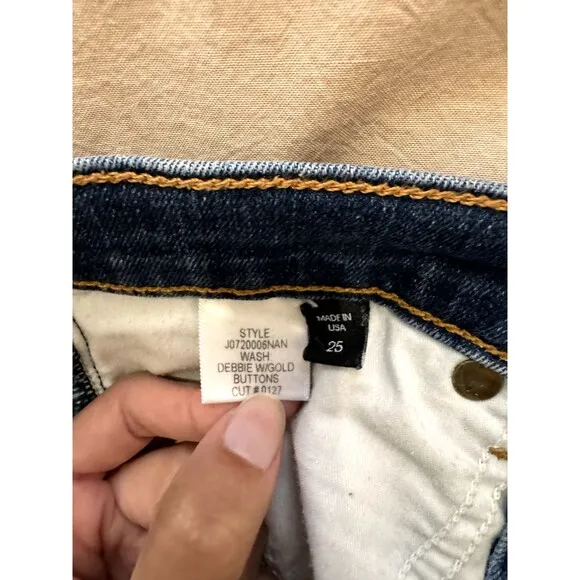 STYLE
J0720006NAN
WASH
DEBBIE W/GOLD
BUTTONS
CUT # 0127
MADE IN
USA
25